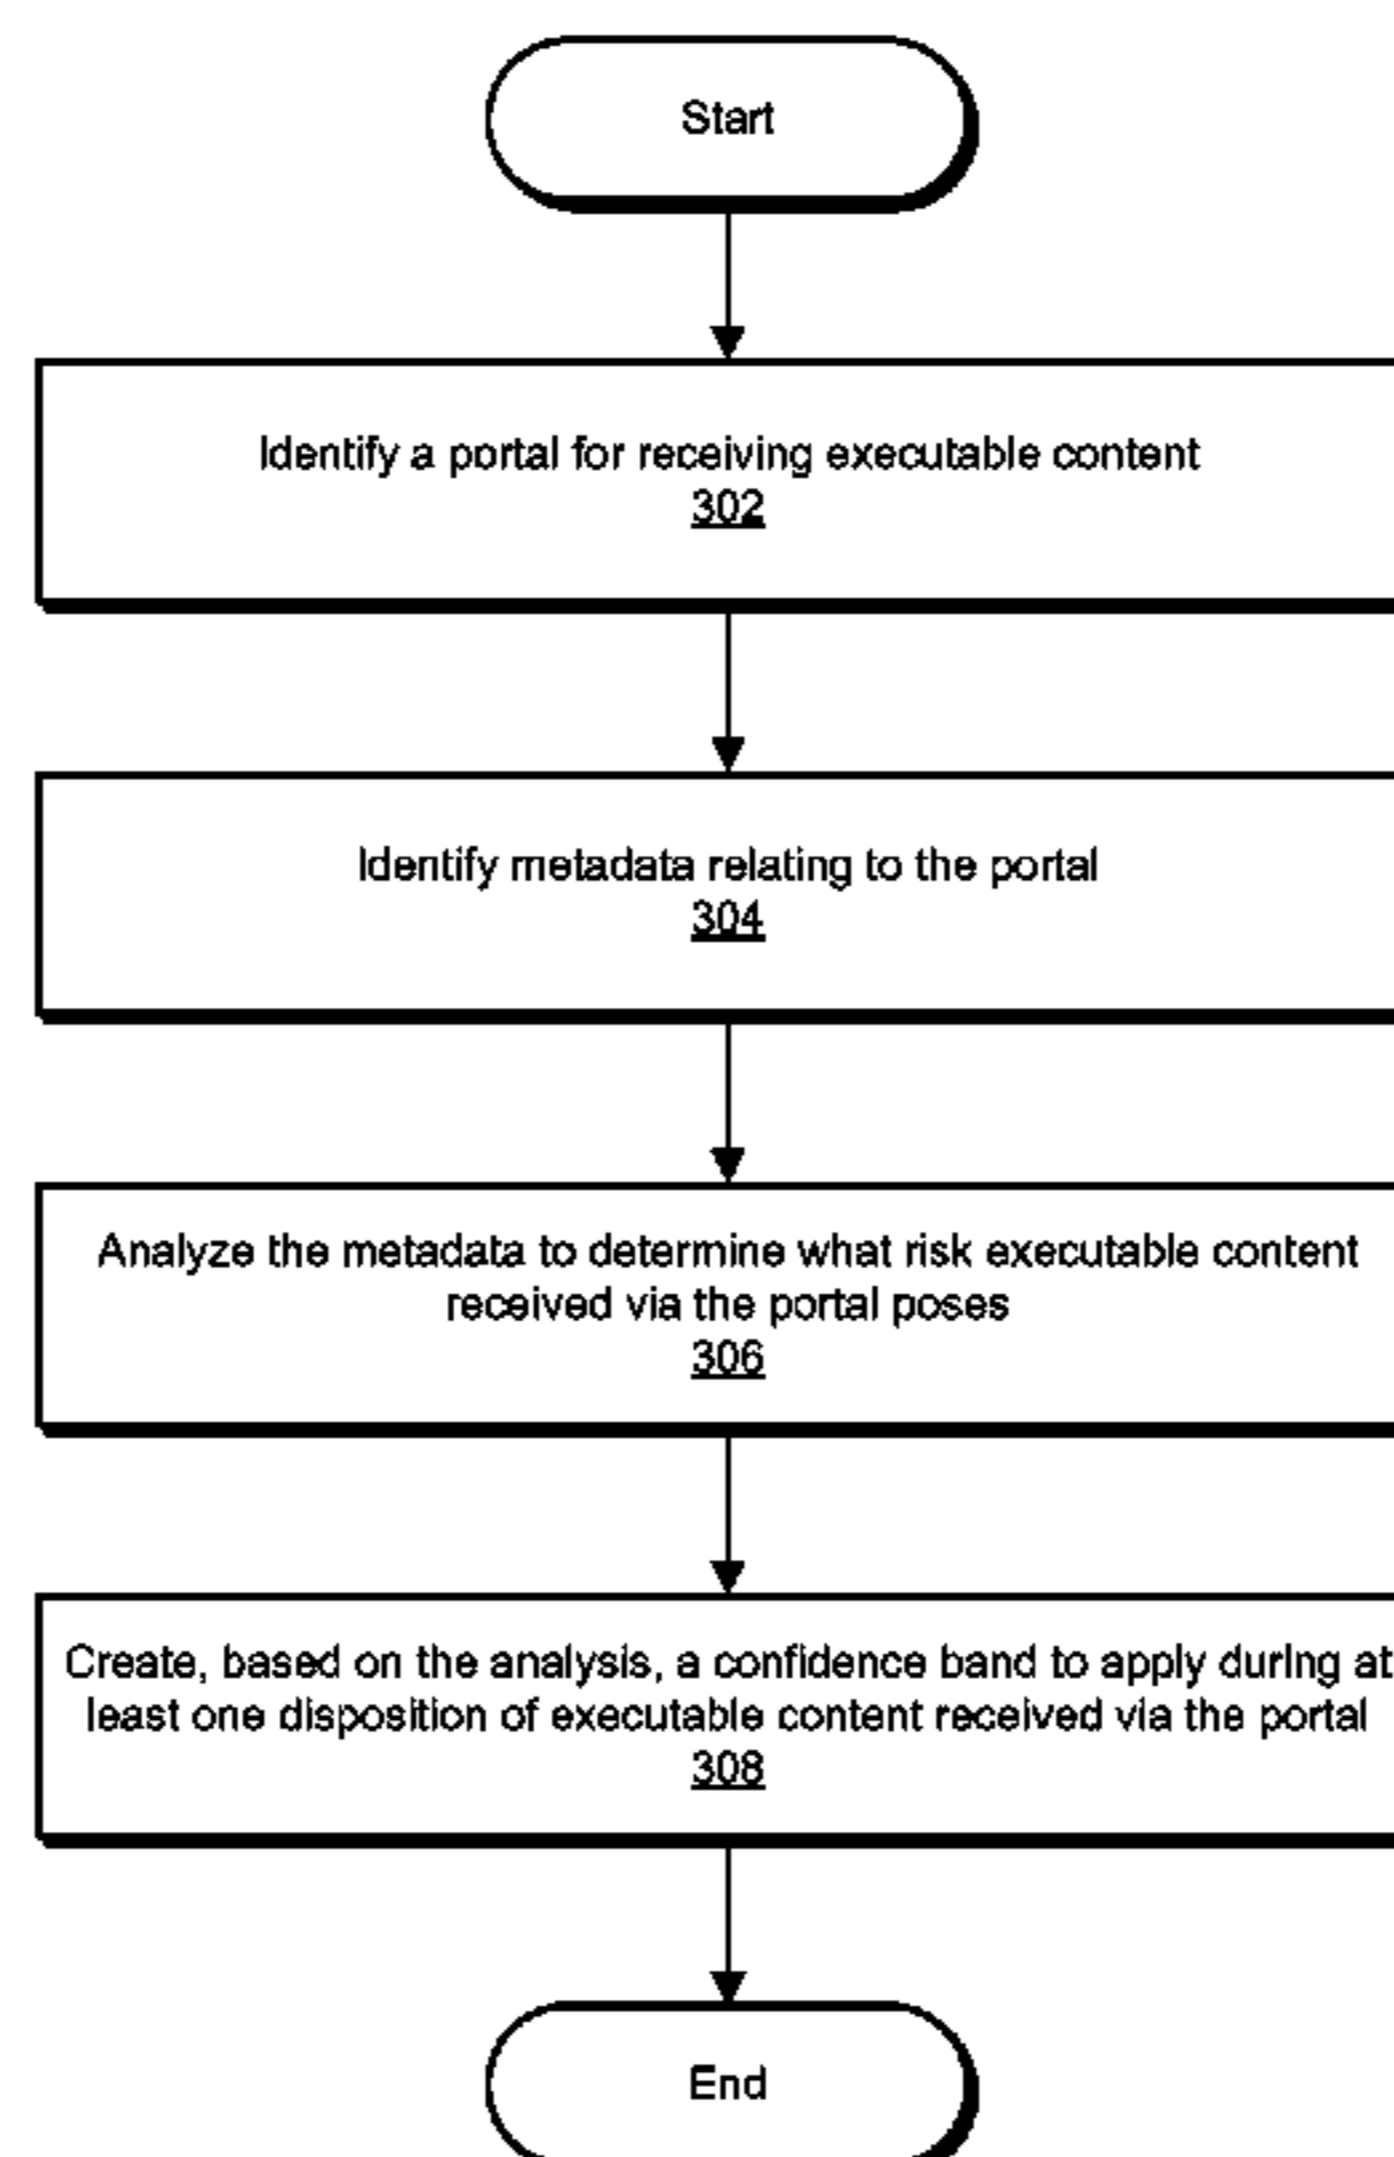 Start
Identify a portal for receiving executable content
302
Identify metadata relating to the portal
304
Analyze the metadata to determine what risk executable content
received via the portal poses
306
Create, based on the analysis, a confidence band to apply during at
least one disposition of executable content received via the portal
308
End